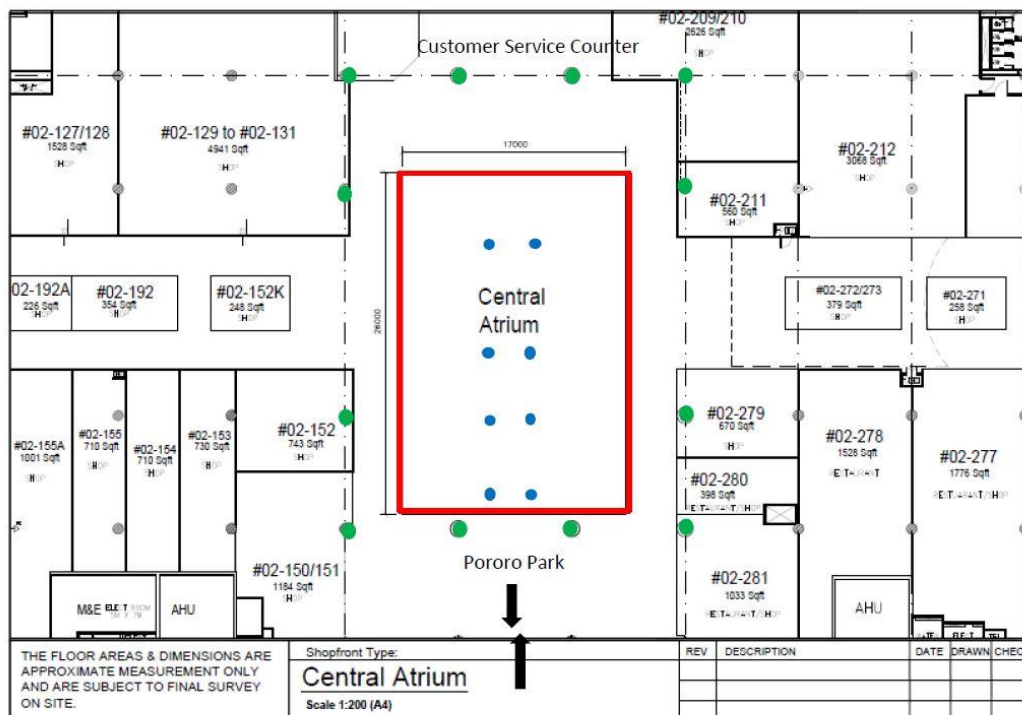 #02-209/210
2626 Sqft
SHOP
Customer Service Counter
#02-127/128
1528 Sqft
SHOP
#02-129 to #02-131
4941 Sqft
SHOP
17000
#02-212
3068 Sqft
SHOP
#02-211
560 Sqft
SHOP
26000
Central
Atrium
02-192A
226 Sqft
SHOP
#02-192
354 Sqft
SHOP
#02-152K
248 Sqft
SHOP
#02-272/273
379 Sqft
SHOP
#02-271
258 Sqft
SHOP
#02-155A
1001 Sqft
SHOP
#02-155
710 Sqft
SHOP
#02-154
710 Sqft
SHOP
#02-153
730 Sqft
SHOP
#02-152
743 Sqft
SHOP
#02-279
670 Sqft
SHOP
#02-278
1528 Sqft
RESTAURANT
#02-277
1776 Sqft
RESTUARANT/SHOP
#02-280
398 Sqft
RESTUARANT/SHOP
#02-150/151
1184 Sqft
SHOP
Pororo Park
#02-281
1033 Sqft
RESTAURANT/SHOP
M&E
ELECT ROOM
AHU
AHU
THE FLOOR AREAS & DIMENSIONS ARE
APPROXIMATE MEASUREMENT ONLY
AND ARE SUBJECT TO FINAL SURVEY
ON SITE.
Shopfront Type:
Central Atrium
Scale 1:200 (A4)
REV DESCRIPTION DATE DRAWN CHEC